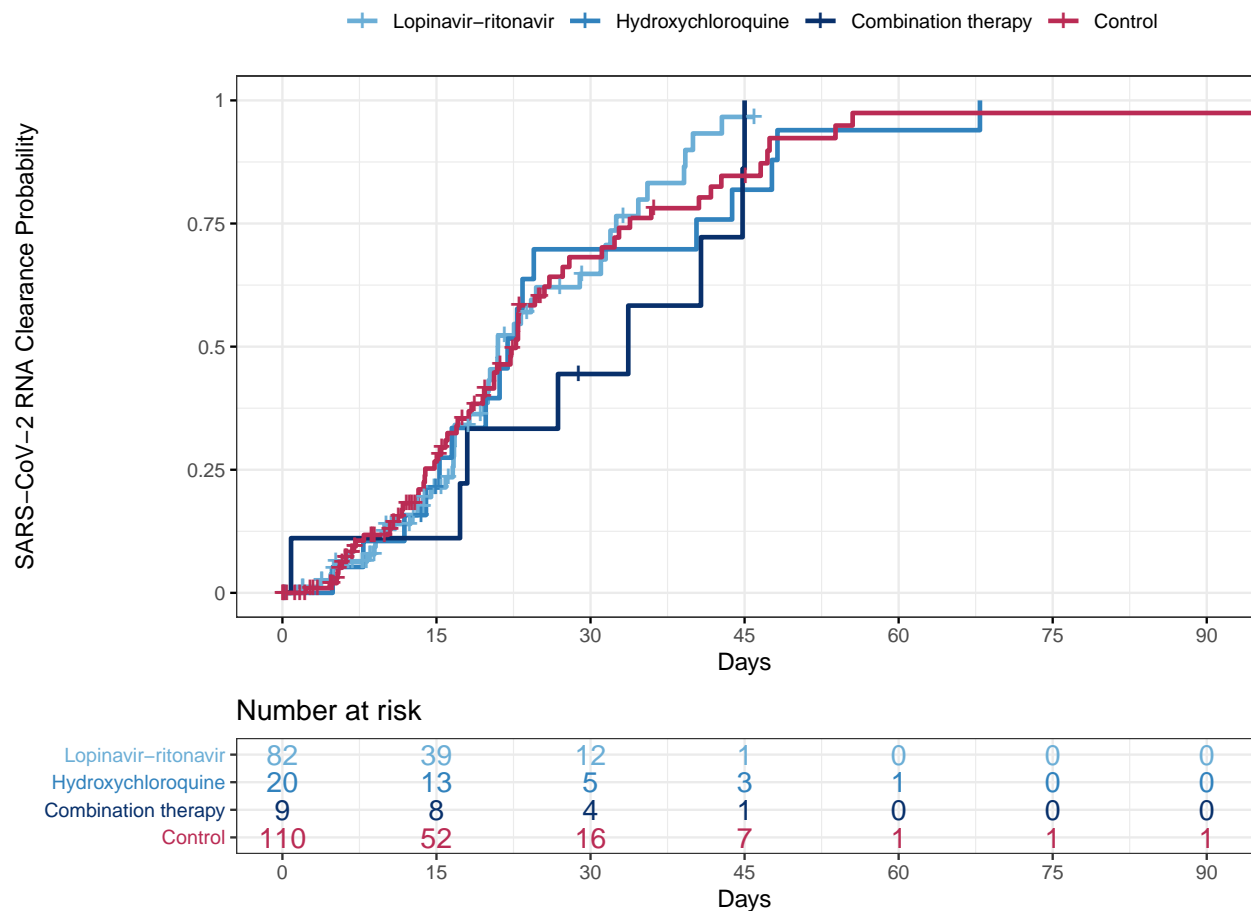 Lopinavir−ritonavir Hydroxychloroquine Combination therapy Control
SARS−CoV−2 RNA Clearance Probability
1
0.75
0.5
0.25
0
0 15 30 45 60 75 90
Days
Number at risk
Lopinavir−ritonavir 82 39 12 1 0 0 0
Hydroxychloroquine 20 13 5 3 1 0 0
Combination therapy 9 8 4 1 0 0 0
Control 110 52 16 7 1 1 1
0 15 30 45 60 75 90
Days